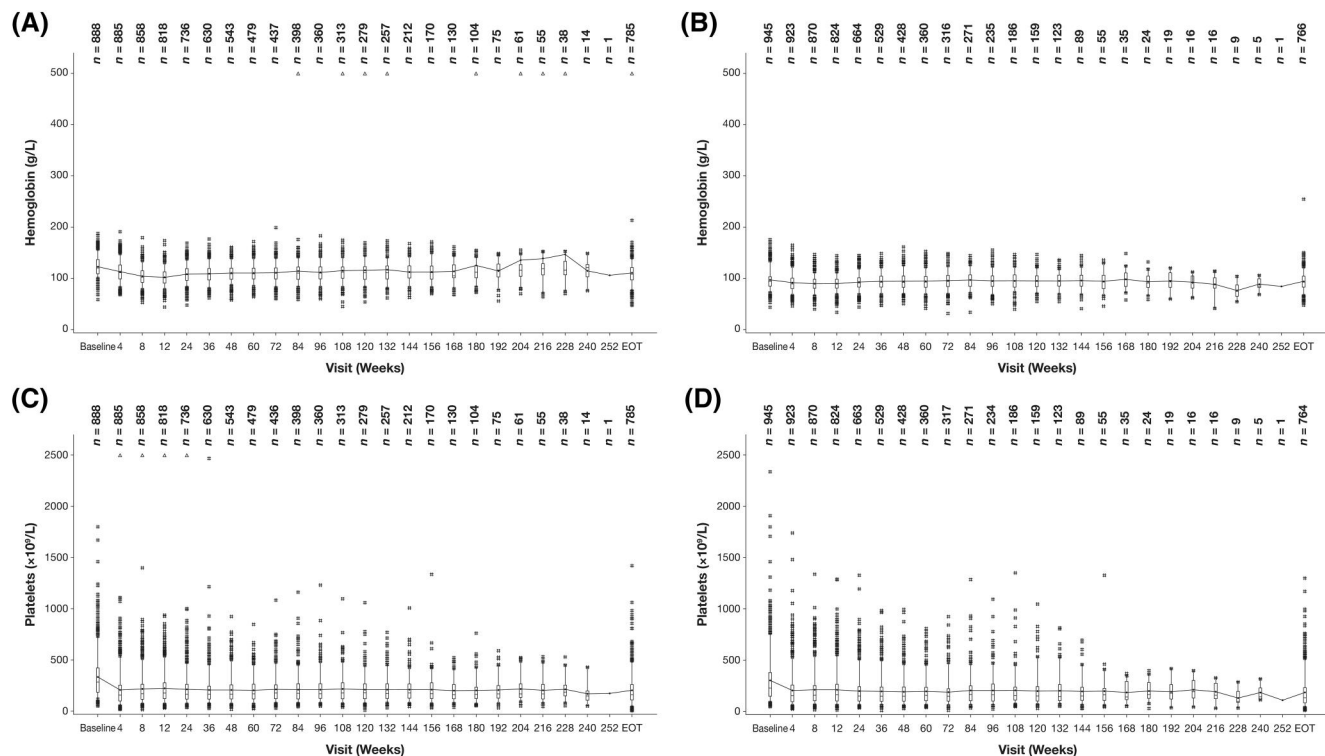 (A)
n = 888 n = 885 n = 858 n = 818 n = 736 n = 630 n = 543 n = 479 n = 437 n = 398 n = 360 n = 313 n = 279 n = 257 n = 212 n = 170 n = 130 n = 104 n = 75 n = 61 n = 55 n = 38 n = 14 n = 1 n = 785
500
400
300
200
100
0
Hemoglobin (g/L)
Baseline 4 8 12 24 36 48 60 72 84 96 108 120 132 144 156 168 180 192 204 216 228 240 252 EOT
Visit (Weeks)
(B)
n = 945 n = 923 n = 870 n = 824 n = 664 n = 529 n = 428 n = 360 n = 316 n = 271 n = 235 n = 186 n = 159 n = 123 n = 89 n = 55 n = 35 n = 24 n = 19 n = 16 n = 16 n = 9 n = 5 n = 1 n = 766
500
400
300
200
100
0
Hemoglobin (g/L)
Baseline 4 8 12 24 36 48 60 72 84 96 108 120 132 144 156 168 180 192 204 216 228 240 252 EOT
Visit (Weeks)
(C)
n = 888 n = 885 n = 858 n = 818 n = 736 n = 630 n = 543 n = 479 n = 436 n = 398 n = 360 n = 313 n = 279 n = 257 n = 212 n = 170 n = 130 n = 104 n = 75 n = 61 n = 55 n = 38 n = 14 n = 1 n = 785
2500
2000
1500
1000
500
0
Platelets (×10⁹/L)
Baseline 4 8 12 24 36 48 60 72 84 96 108 120 132 144 156 168 180 192 204 216 228 240 252 EOT
Visit (Weeks)
(D)
n = 945 n = 923 n = 870 n = 824 n = 663 n = 529 n = 428 n = 360 n = 317 n = 271 n = 234 n = 186 n = 159 n = 123 n = 89 n = 55 n = 35 n = 24 n = 19 n = 16 n = 16 n = 9 n = 5 n = 1 n = 764
2500
2000
1500
1000
500
0
Platelets (×10⁹/L)
Baseline 4 8 12 24 36 48 60 72 84 96 108 120 132 144 156 168 180 192 204 216 228 240 252 EOT
Visit (Weeks)